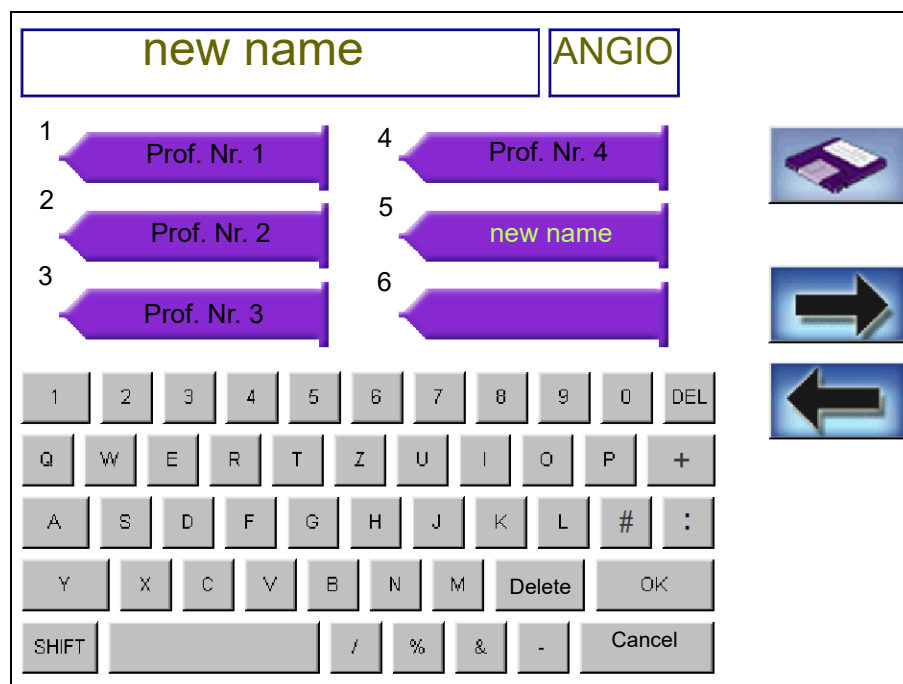 new name ANGIO
1 Prof. Nr. 1 4 Prof. Nr. 4
2 Prof. Nr. 2 5 new name
3 Prof. Nr. 3 6
1 2 3 4 5 6 7 8 9 0 DEL
Q W E R T Z U I O P +
A S D F G H J K L # :
Y X C V B N M Delete OK
SHIFT / % & - Cancel